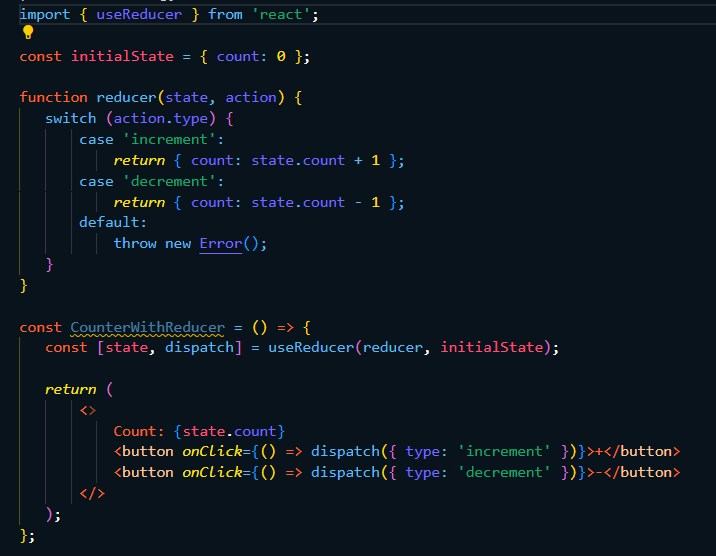 import { useReducer } from 'react';
const initialState = { count: 0 };
function reducer(state, action) {
switch (action.type) {
case 'increment':
return { count: state.count + 1 };
case 'decrement':
return { count: state.count - 1 };
default:
throw new Error();
}
}
const CounterWithReducer = () => {
const [state, dispatch] = useReducer(reducer, initialState);
return (
<>
Count: {state.count}
<button onClick={() => dispatch({ type: 'increment' })}>+</button>
<button onClick={() => dispatch({ type: 'decrement' })}>-</button>
</>
);
};